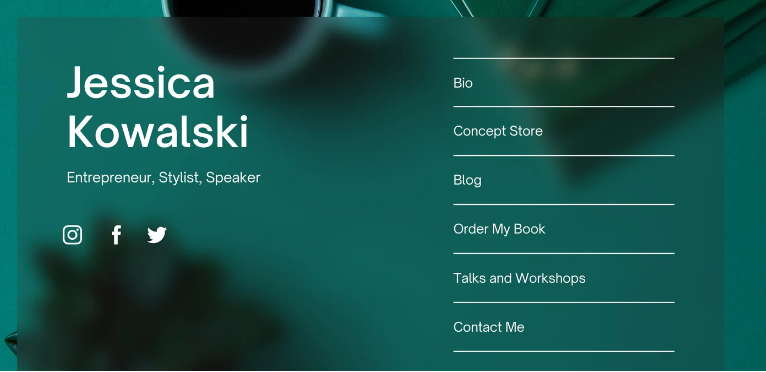 Jessica
Kowalski
Entrepreneur, Stylist, Speaker
Bio
Concept Store
Blog
Order My Book
Talks and Workshops
Contact Me